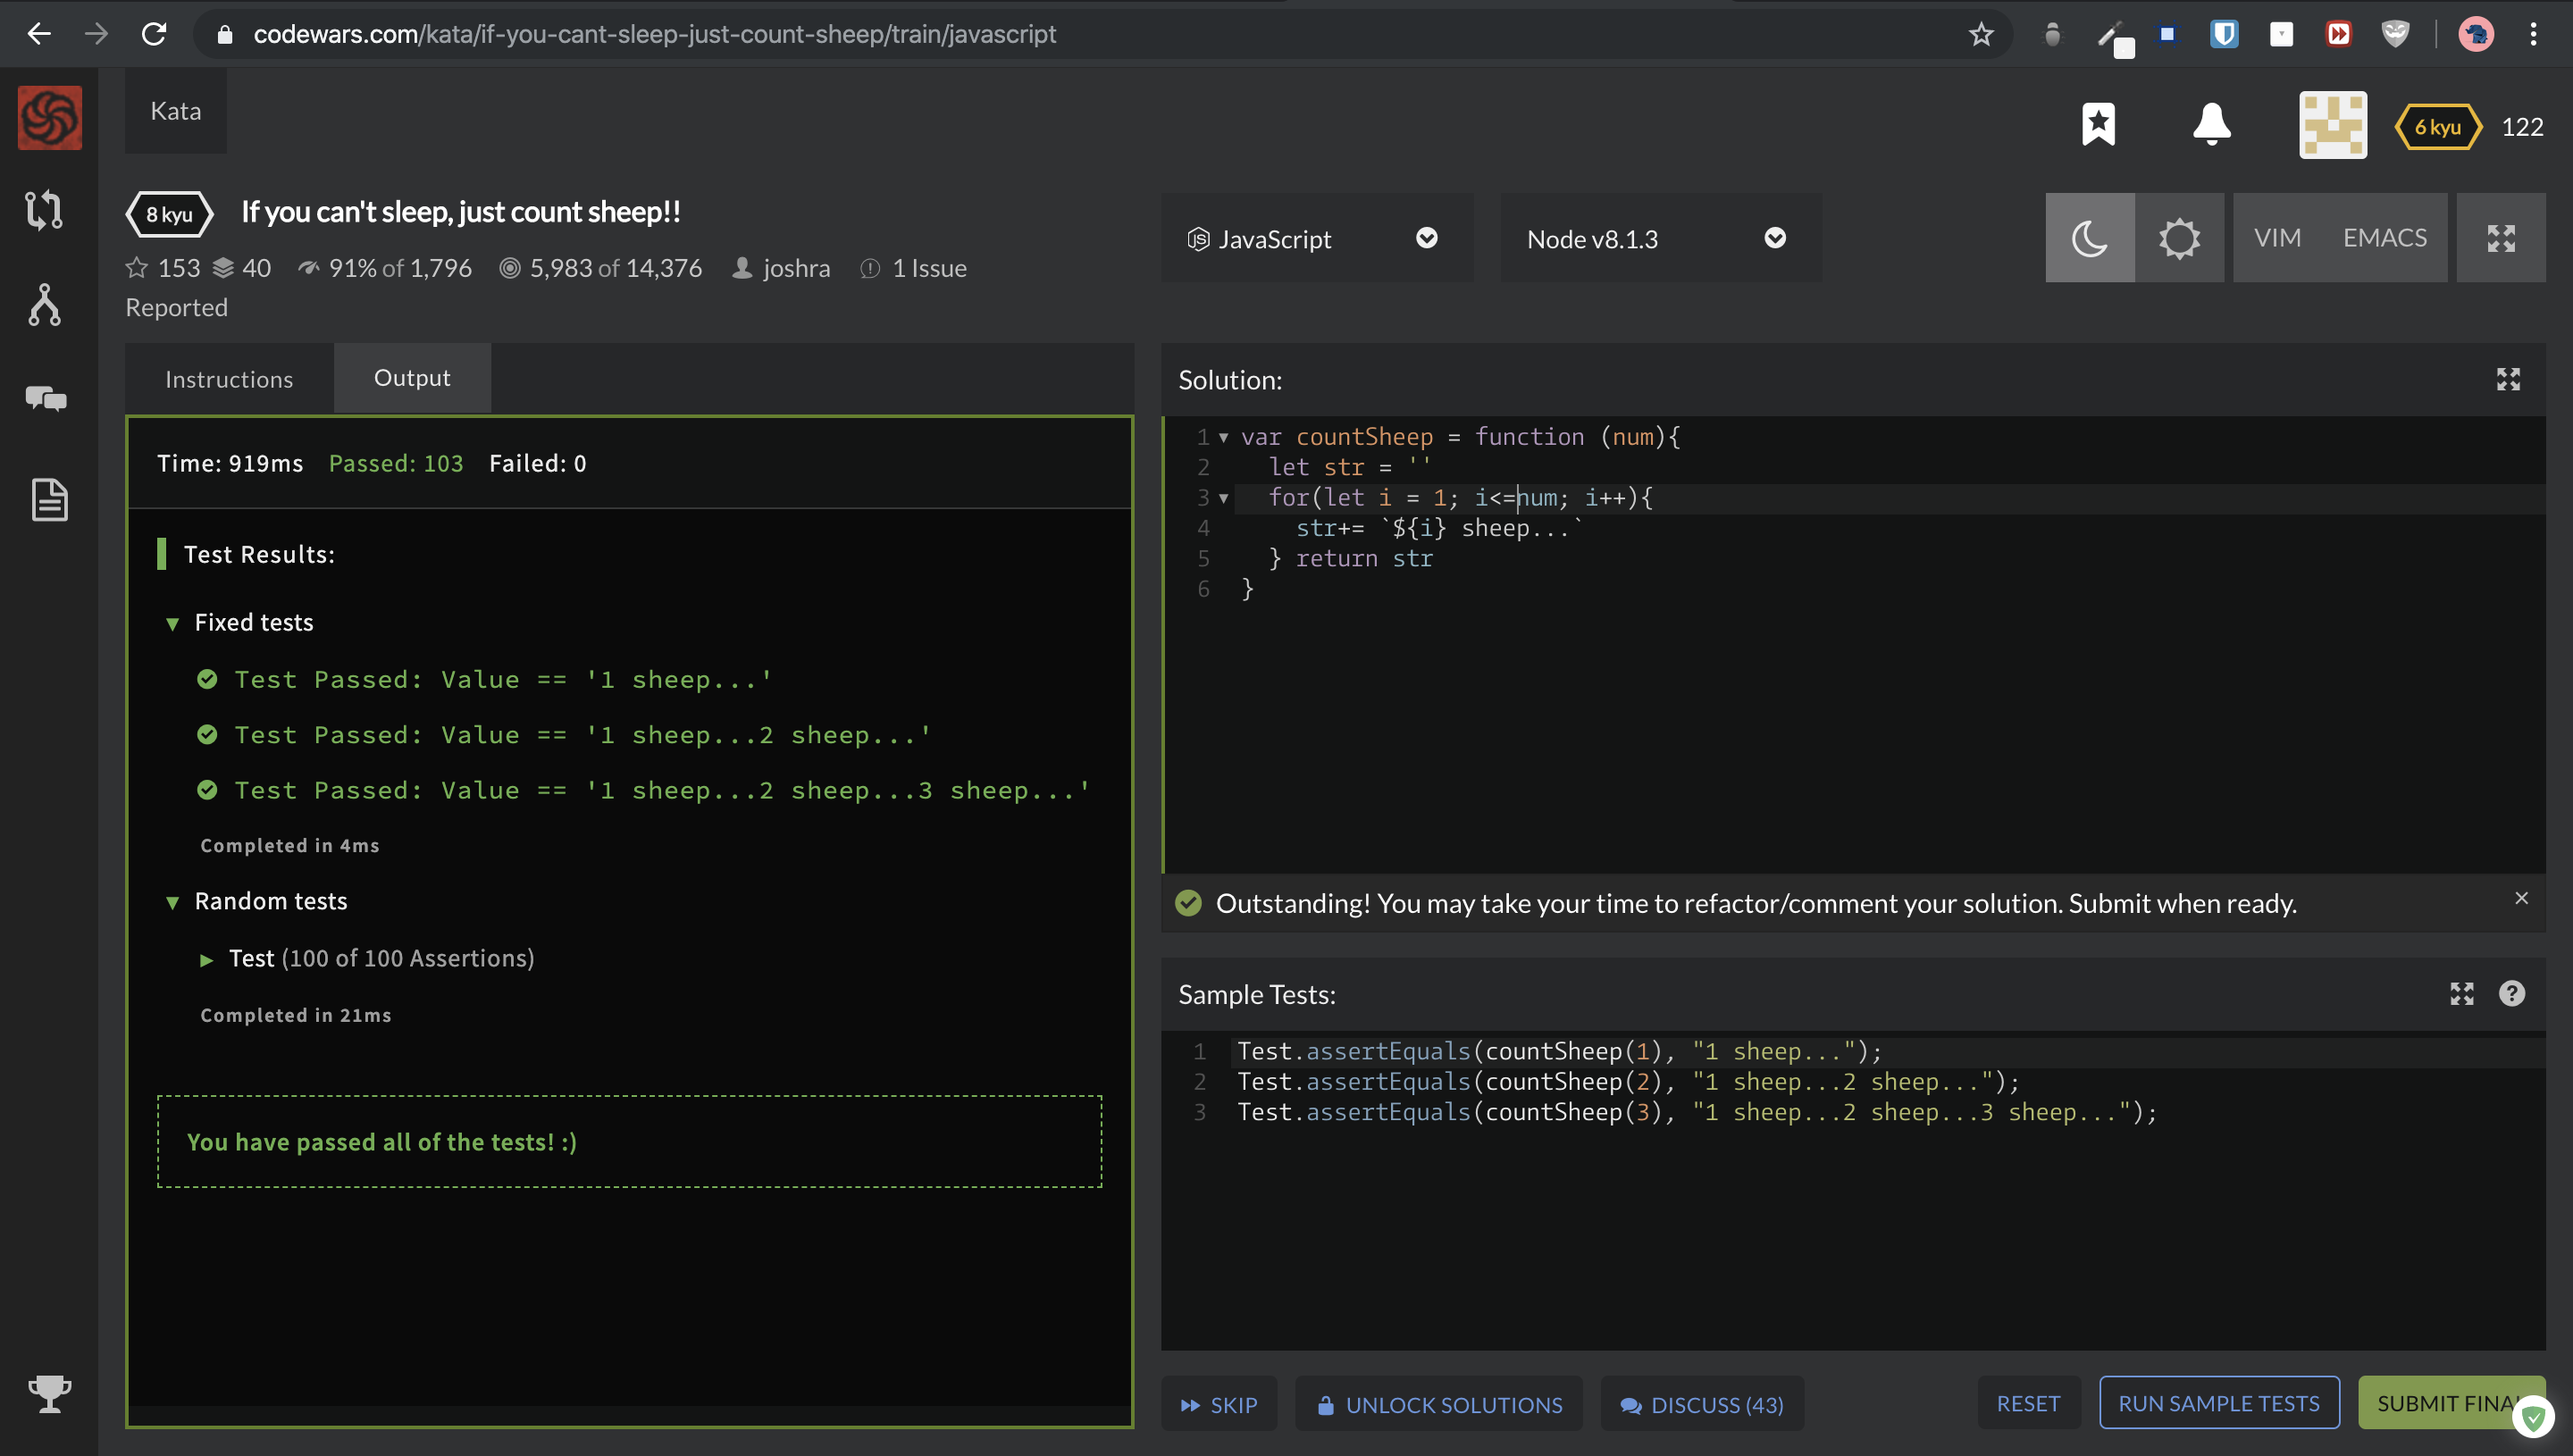 codewars.com/kata/if-you-cant-sleep-just-count-sheep/train/javascript
Kata
6 kyu 122
8 kyu If you can't sleep, just count sheep!!
153 40 91% of 1,796 5,983 of 14,376 joshra 1 Issue
Reported
JavaScript
Node v8.1.3
VIM EMACS
Instructions Output
Time: 919ms Passed: 103 Failed: 0
Test Results:
Fixed tests
Test Passed: Value == '1 sheep...'
Test Passed: Value == '1 sheep...2 sheep...'
Test Passed: Value == '1 sheep...2 sheep...3 sheep...'
Completed in 4ms
Random tests
Test (100 of 100 Assertions)
Completed in 21ms
You have passed all of the tests! :)
Solution:
1 var countSheep = function (num){
2 let str = ''
3 for(let i = 1; i<=num; i++){
4 str+= `${i} sheep...`
5 } return str
6 }
Outstanding! You may take your time to refactor/comment your solution. Submit when ready.
Sample Tests:
1 Test.assertEquals(countSheep(1), "1 sheep...");
2 Test.assertEquals(countSheep(2), "1 sheep...2 sheep...");
3 Test.assertEquals(countSheep(3), "1 sheep...2 sheep...3 sheep...");
SKIP UNLOCK SOLUTIONS DISCUSS (43) RESET RUN SAMPLE TESTS SUBMIT FINA